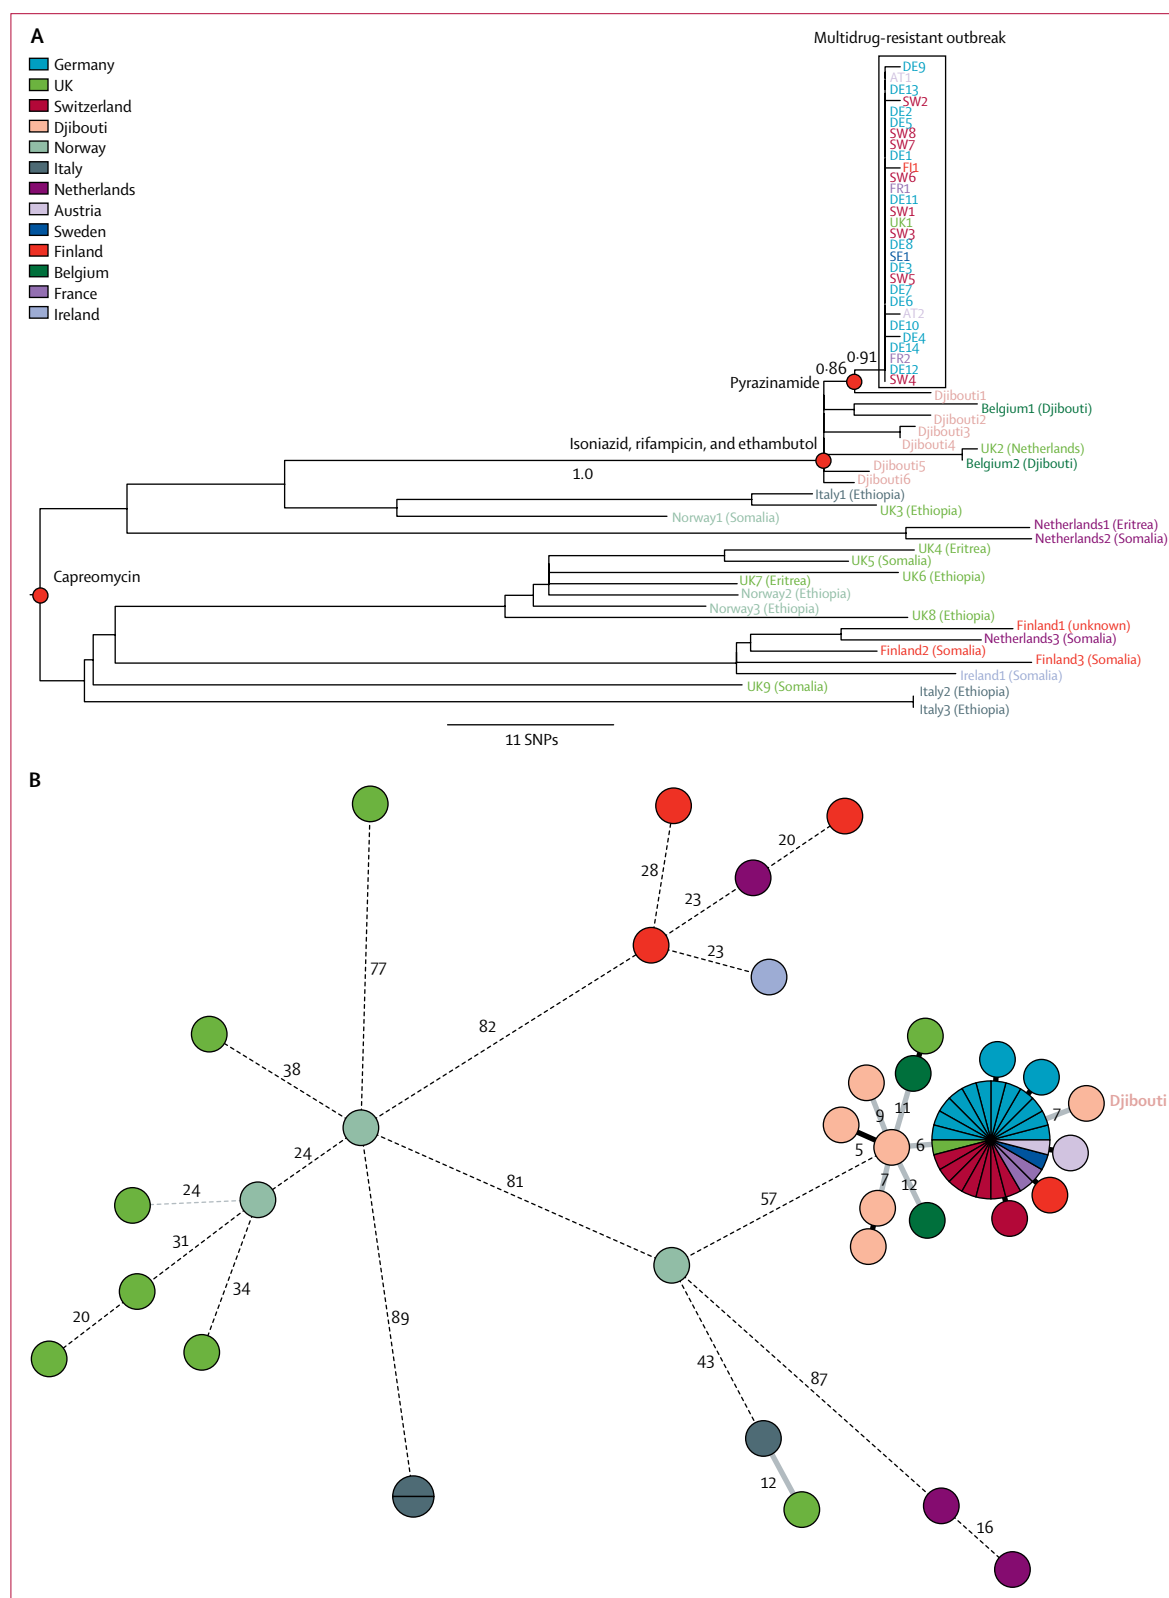 A
Germany
UK
Switzerland
Djibouti
Norway
Italy
Netherlands
Austria
Sweden
Finland
Belgium
France
Ireland
Multidrug-resistant outbreak
DE9
AT1
DE13
SW2
DE2
DE5
SW8
SW7
DE1
FI1
SW6
FR1
DE11
SW1
UK1
SW3
DE8
SE1
DE3
SW5
DE7
DE6
AT2
DE10
DE4
DE14
FR2
DE12
SW4
0·91
0·86
Pyrazinamide
Djibouti1
Belgium1 (Djibouti)
Djibouti2
Djibouti3
Isoniazid, rifampicin, and ethambutol
Djibouti4
UK2 (Netherlands)
Belgium2 (Djibouti)
Djibouti5
1.0
Djibouti6
Italy1 (Ethiopia)
UK3 (Ethiopia)
Norway1 (Somalia)
Netherlands1 (Eritrea)
Netherlands2 (Somalia)
UK4 (Eritrea)
UK5 (Somalia)
Capreomycin
UK6 (Ethiopia)
UK7 (Eritrea)
Norway2 (Ethiopia)
Norway3 (Ethiopia)
UK8 (Ethiopia)
Finland1 (unknown)
Netherlands3 (Somalia)
Finland2 (Somalia)
Finland3 (Somalia)
Ireland1 (Somalia)
UK9 (Somalia)
Italy2 (Ethiopia)
Italy3 (Ethiopia)
11 SNPs
B
20
28
23
23
77
82
38
Djibouti
7
9
11
5
6
24
7
12
81
24
57
31
34
20
89
43
87
12
16